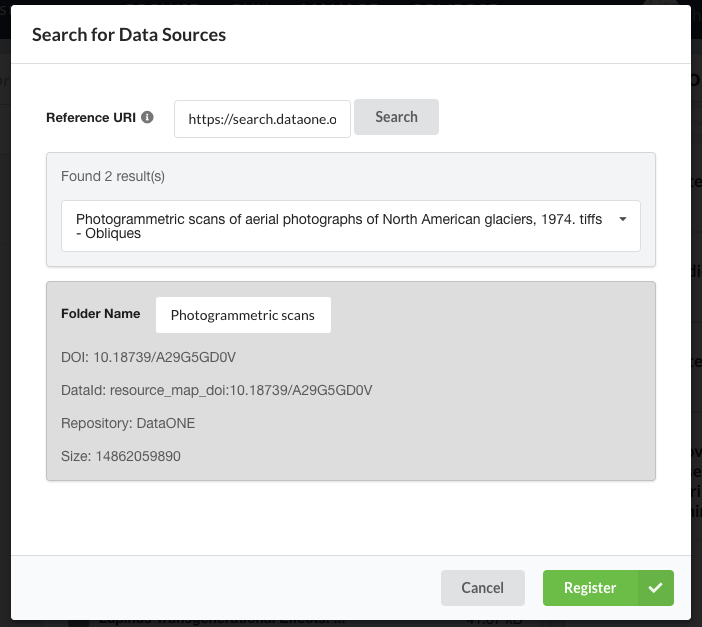 Search for Data Sources
Reference URI
https://search.dataone.o
Search
Found 2 result(s)
Photogrammetric scans of aerial photographs of North American glaciers, 1974. tiffs
- Obliques
Folder Name
Photogrammetric scans
DOI: 10.18739/A29G5GD0V
DataId: resource_map_doi:10.18739/A29G5GD0V
Repository: DataONE
Size: 14862059890
Cancel
Register